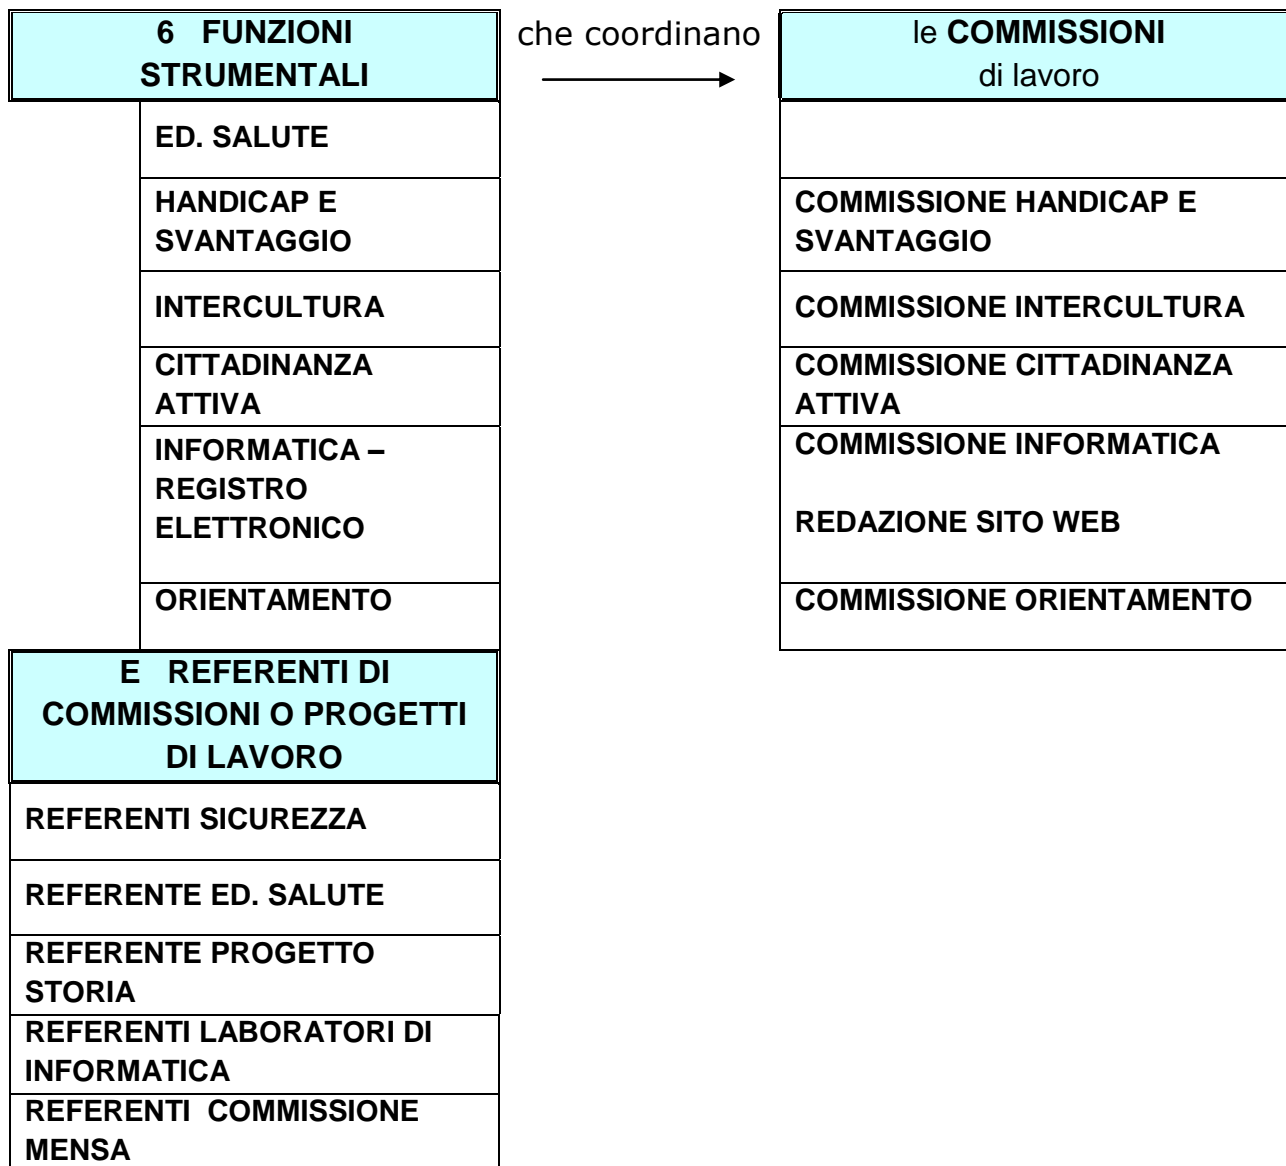 6 FUNZIONI
STRUMENTALI
che coordinano
le COMMISSIONI
di lavoro
ED. SALUTE
HANDICAP E
SVANTAGGIO
COMMISSIONE HANDICAP E
SVANTAGGIO
INTERCULTURA
COMMISSIONE INTERCULTURA
CITTADINANZA
ATTIVA
COMMISSIONE CITTADINANZA
ATTIVA
INFORMATICA –
REGISTRO
ELETTRONICO
COMMISSIONE INFORMATICA
REDAZIONE SITO WEB
ORIENTAMENTO
COMMISSIONE ORIENTAMENTO
E REFERENTI DI
COMMISSIONI O PROGETTI
DI LAVORO
REFERENTI SICUREZZA
REFERENTE ED. SALUTE
REFERENTE PROGETTO
STORIA
REFERENTI LABORATORI DI
INFORMATICA
REFERENTI COMMISSIONE
MENSA